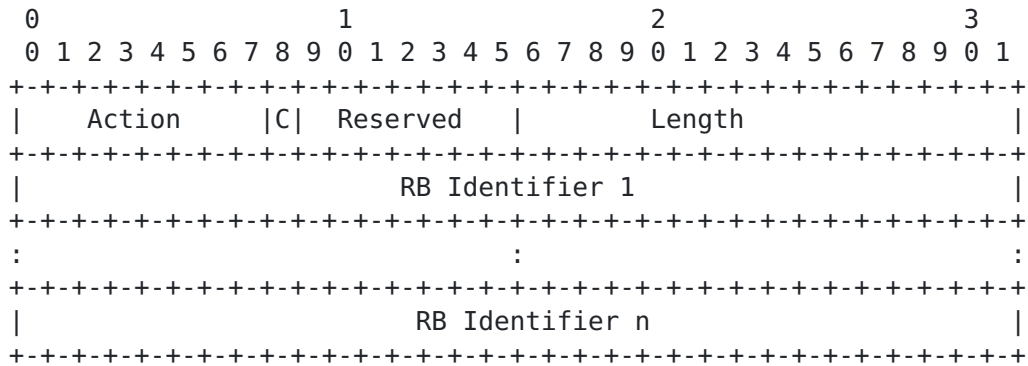 0                   1                   2                   3
 0 1 2 3 4 5 6 7 8 9 0 1 2 3 4 5 6 7 8 9 0 1 2 3 4 5 6 7 8 9 0 1
+-+-+-+-+-+-+-+-+-+-+-+-+-+-+-+-+-+-+-+-+-+-+-+-+-+-+-+-+-+-+-+-+
|    Action     |C|  Reserved   |        Length                 |
+-+-+-+-+-+-+-+-+-+-+-+-+-+-+-+-+-+-+-+-+-+-+-+-+-+-+-+-+-+-+-+-+
|                        RB Identifier 1                        |
+-+-+-+-+-+-+-+-+-+-+-+-+-+-+-+-+-+-+-+-+-+-+-+-+-+-+-+-+-+-+-+-+
:                               :                               :
+-+-+-+-+-+-+-+-+-+-+-+-+-+-+-+-+-+-+-+-+-+-+-+-+-+-+-+-+-+-+-+-+
|                         RB Identifier n                       |
+-+-+-+-+-+-+-+-+-+-+-+-+-+-+-+-+-+-+-+-+-+-+-+-+-+-+-+-+-+-+-+-+